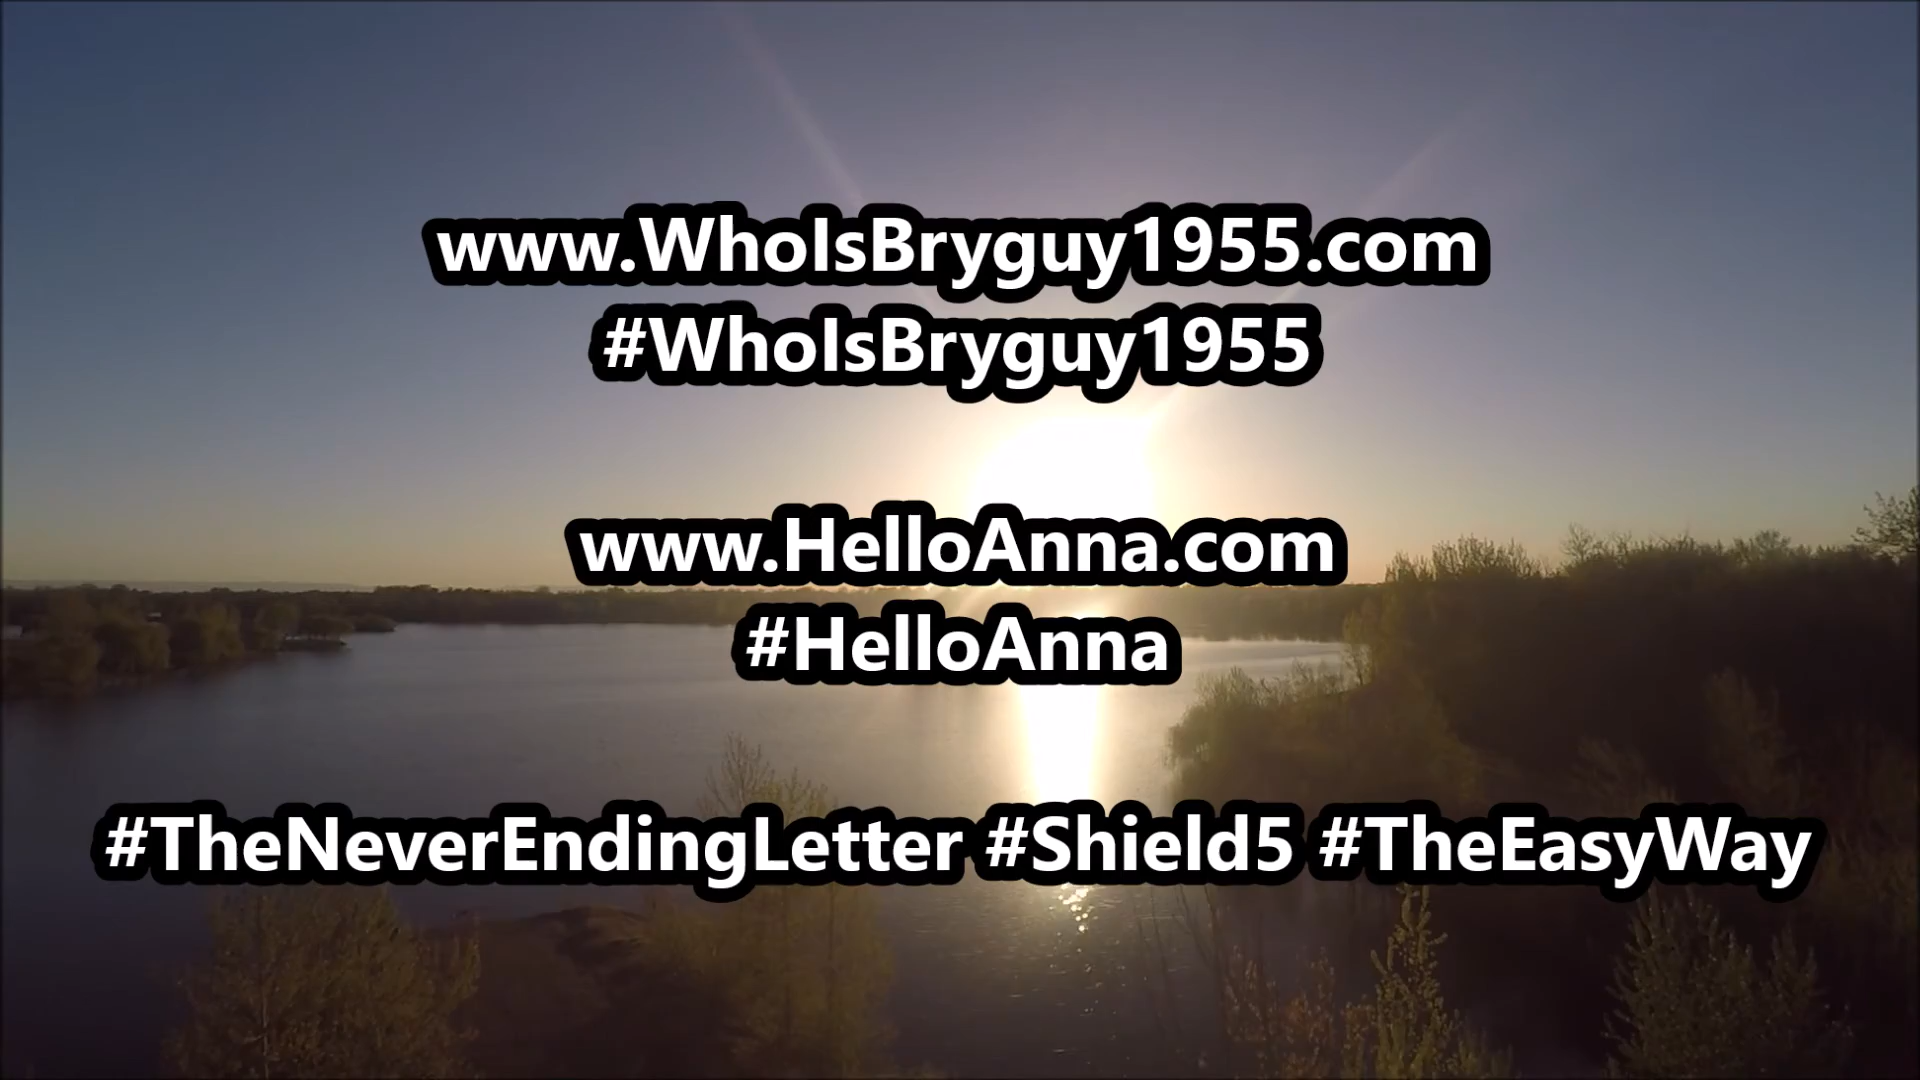 www.WhoIsBryguy1955.com
#WhoIsBryguy1955
www.HelloAnna.com
#HelloAnna
#TheNeverEndingLetter #Shield5 #TheEasyWay